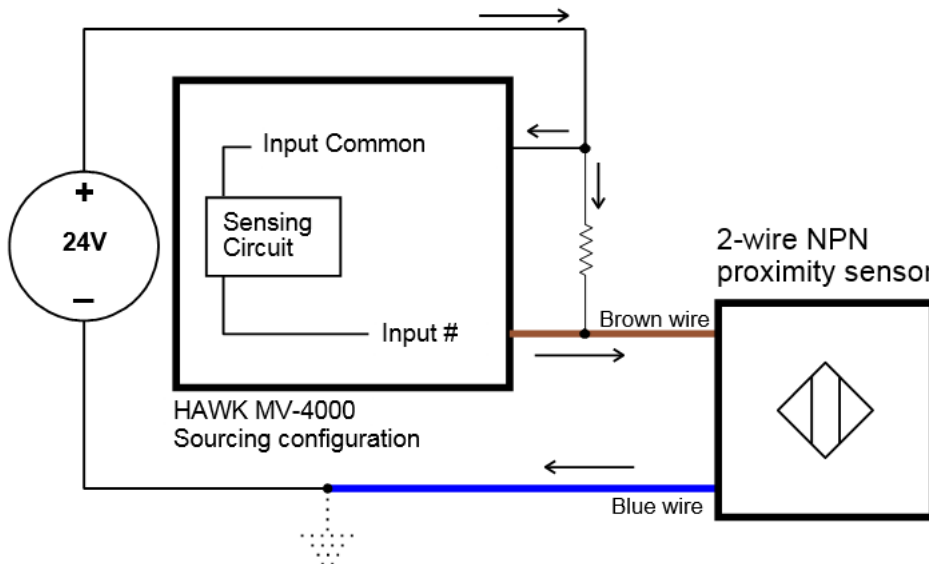 +
24V
−
Input Common
Sensing
Circuit
Input #
HAWK MV-4000
Sourcing configuration
2-wire NPN
proximity sensor
Brown wire
Blue wire